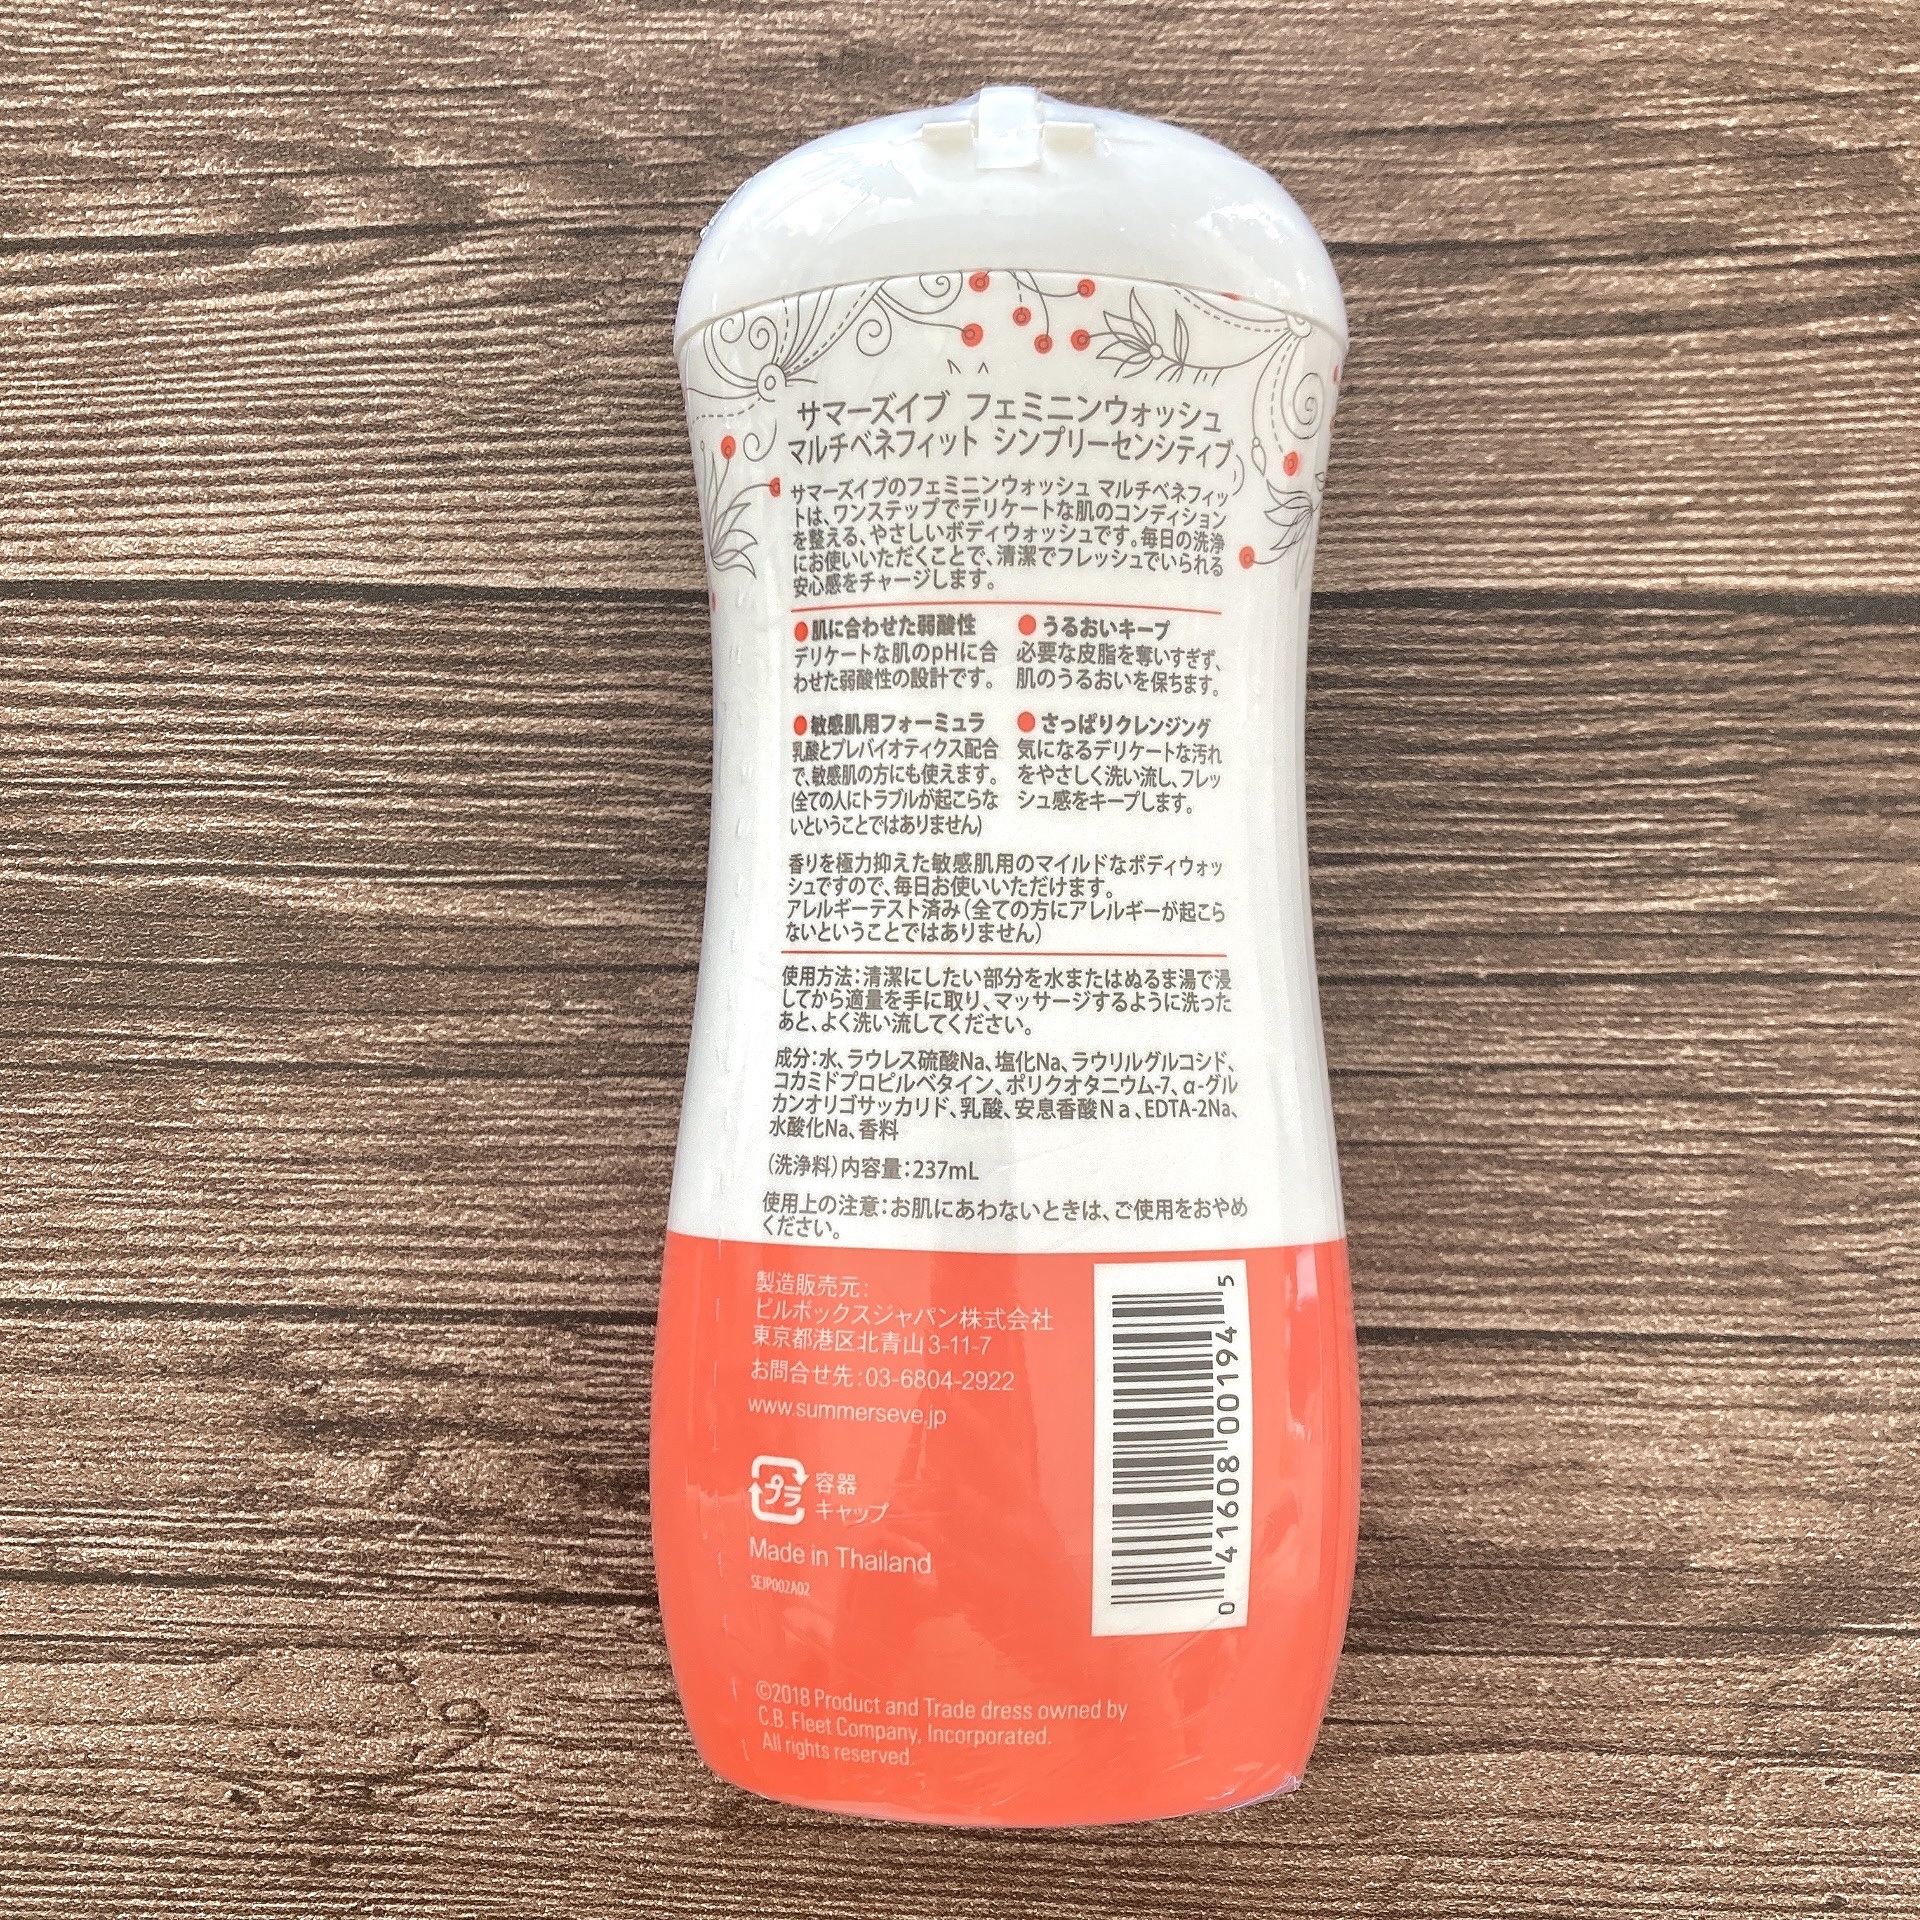 サマーズイブ フェミニンウォッシュ
マルチベネフィット シンプリーセンシティブ
サマーズイブのフェミニンウォッシュ マルチベネフィッ
トは、ワンステップでデリケートな肌のコンディション
を整える、やさしいボディウォッシュです。毎日の洗浄
にお使いいただくことで、清潔でフレッシュでいられる
安心感をチャージします。
●肌に合わせた弱酸性
デリケートな肌のpHに合
わせた弱酸性の設計です。
●うるおいキープ
必要な皮脂を奪いすぎず、
肌のうるおいを保ちます。
●敏感肌用フォーミュラ
乳酸とプレバイオティクス配合
で、敏感肌の方にも使えます。
(全ての人にトラブルが起こらな
いということではありません)
●さっぱりクレンジング
気になるデリケートな汚れ
をやさしく洗い流し、フレッ
シュ感をキープします。
香りを極力抑えた敏感肌用のマイルドなボディウォッ
シュですので、毎日お使いいただけます。
アレルギーテスト済み(全ての方にアレルギーが起こら
ないということではありません)
使用方法:清潔にしたい部分を水またはぬるま湯で浸
してから適量を手に取り、マッサージするように洗った
あと、よく洗い流してください。
成分:水、ラウレス硫酸Na、塩化Na、ラウリルグルコシド、
コカミドプロピルベタイン、ポリクオタニウム-7、α-グル
カンオリゴサッカリド、乳酸、安息香酸Na、EDTA-2Na、
水酸化Na、香料
(洗浄料)内容量:237mL
使用上の注意:お肌にあわないときは、ご使用をおやめ
ください。
製造販売元:
ピルボックスジャパン株式会社
東京都港区北青山3-11-7
お問合せ先:03-6804-2922
www.summerseve.jp
プラ
容器
キャップ
Made in Thailand
SEJP002A02
0 41608 00194 5
©2018 Product and Trade dress owned by
C.B. Fleet Company, Incorporated.
All rights reserved.